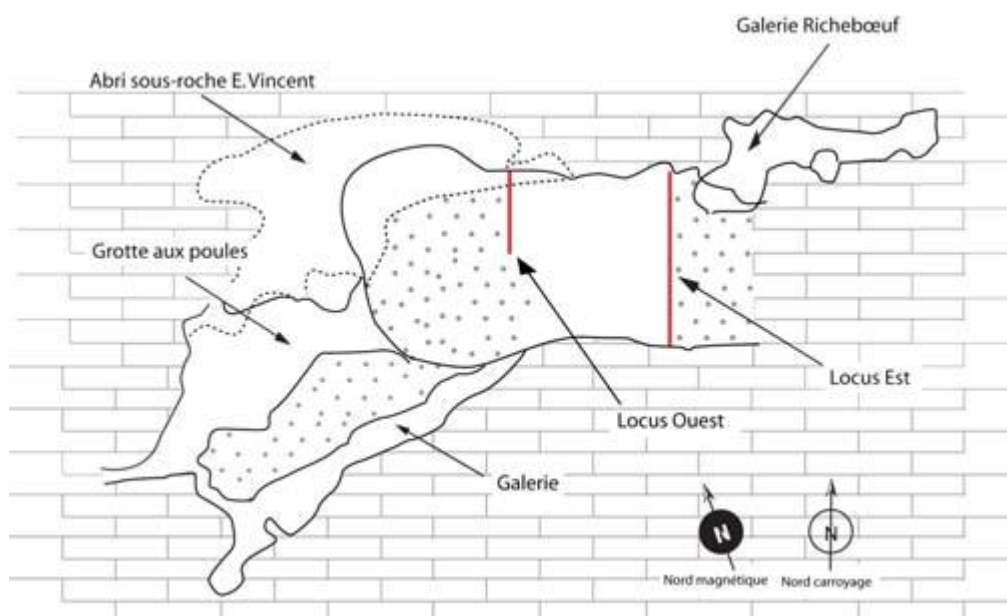 Galerie Richebœuf
Abri sous-roche E. Vincent
Grotte aux poules
Locus Est
Locus Ouest
Galerie
N
N
Nord magnétique
Nord carroyage